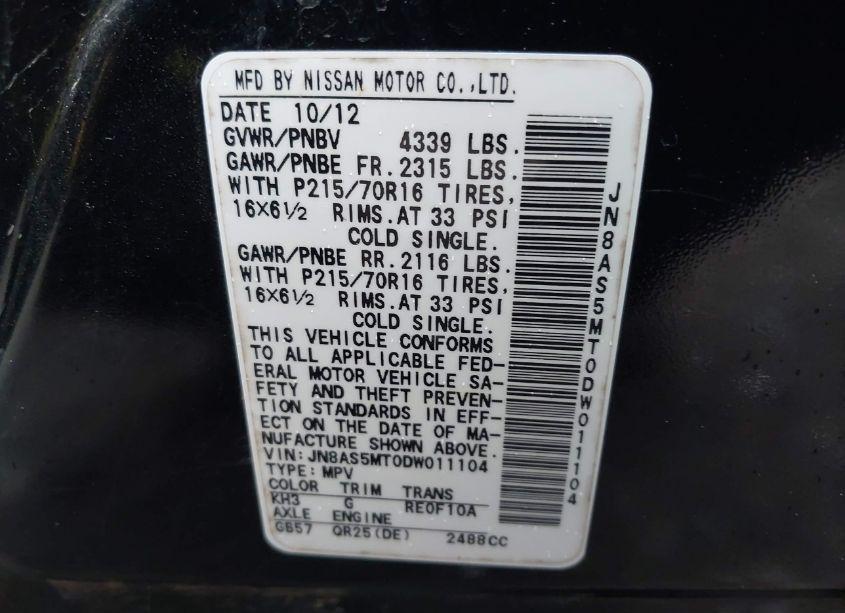 MFD BY NISSAN MOTOR CO.,LTD.
DATE 10/12
GVWR/PNBV 4339 LBS.
GAWR/PNBE FR.2315 LBS.
WITH P215/70R16 TIRES,
16X6½ RIMS.AT 33 PSI
COLD SINGLE.
GAWR/PNBE RR.2116 LBS.
WITH P215/70R16 TIRES,
16X6½ RIMS.AT 33 PSI
COLD SINGLE.
THIS VEHICLE CONFORMS
TO ALL APPLICABLE FED-
ERAL MOTOR VEHICLE SA-
FETY AND THEFT PREVEN-
TION STANDARDS IN EFF-
ECT ON THE DATE OF MA-
NUFACTURE SHOWN ABOVE.
VIN:JN8AS5MT0DW011104
TYPE:MPV
COLOR TRIM TRANS
KH3 G RE0F10A
AXLE ENGINE
GB57 QR25(DE) 2488CC
JN8AS5MT0DW011104